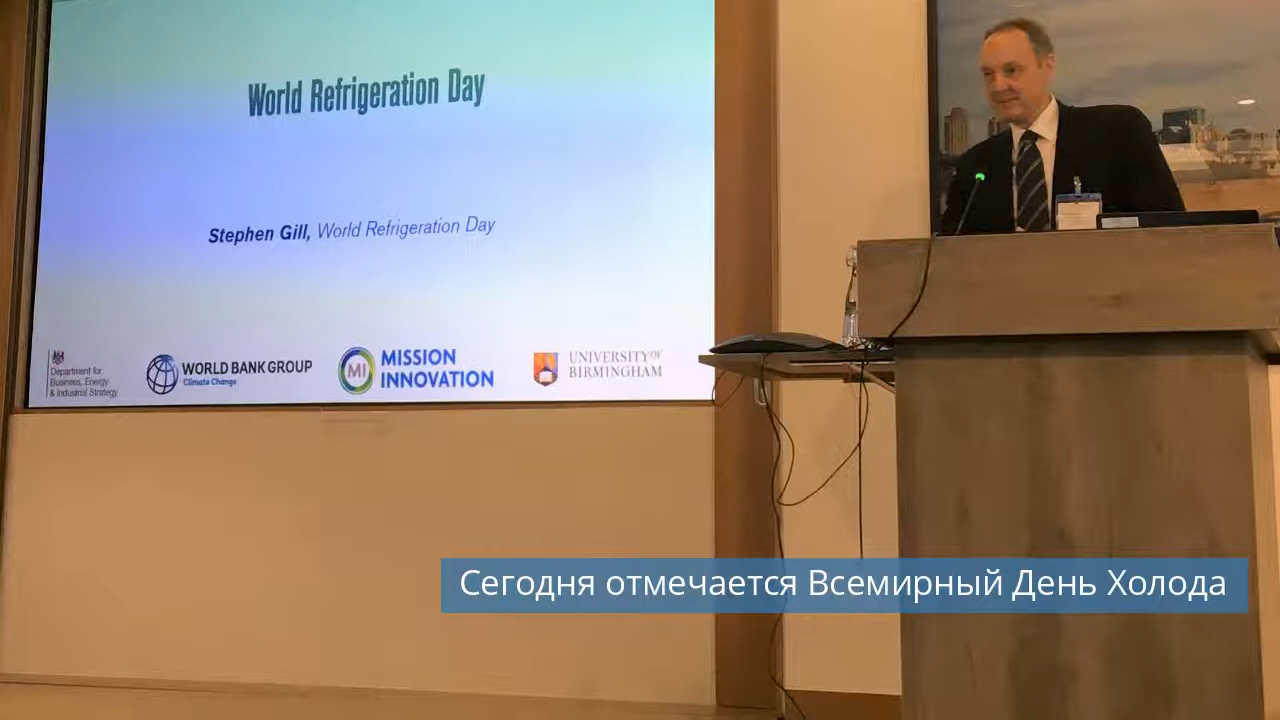 World Refrigeration Day
Stephen Gill, World Refrigeration Day
Department for
Business, Energy
& Industrial Strategy
WORLD BANK GROUP
Climate Change
MI
MISSION
INNOVATION
UNIVERSITY OF
BIRMINGHAM
Сегодня отмечается Всемирный День Холода